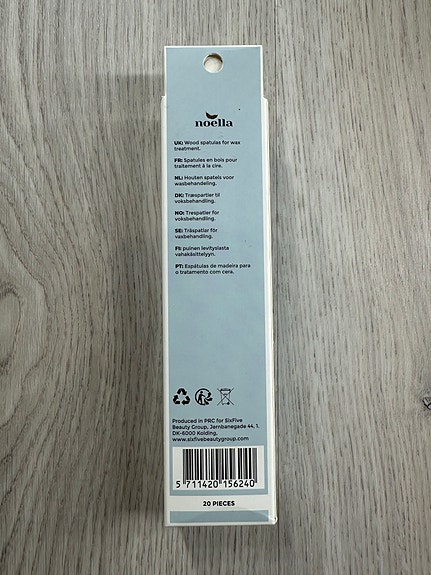 noella
UK: Wood spatulas for wax
treatment.
FR: Spatules en bois pour
traitement à la cire.
NL: Houten spatels voor
wasbehandeling.
DK: Træspartier til
voksbehandling.
NO: Trespatler for
voksbehandling.
SE: Träspatlar för
vaxbehandling.
FI: puinen levityslasta
vahakäsittelyyn.
PT: Espátulas de madeira para
o tratamento com cera.
Produced in PRC for SixFive
Beauty Group, Jernbanegade 44, 1.
DK-6000 Kolding,
www.sixfivebeautygroup.com
5 711420 156240
20 PIECES